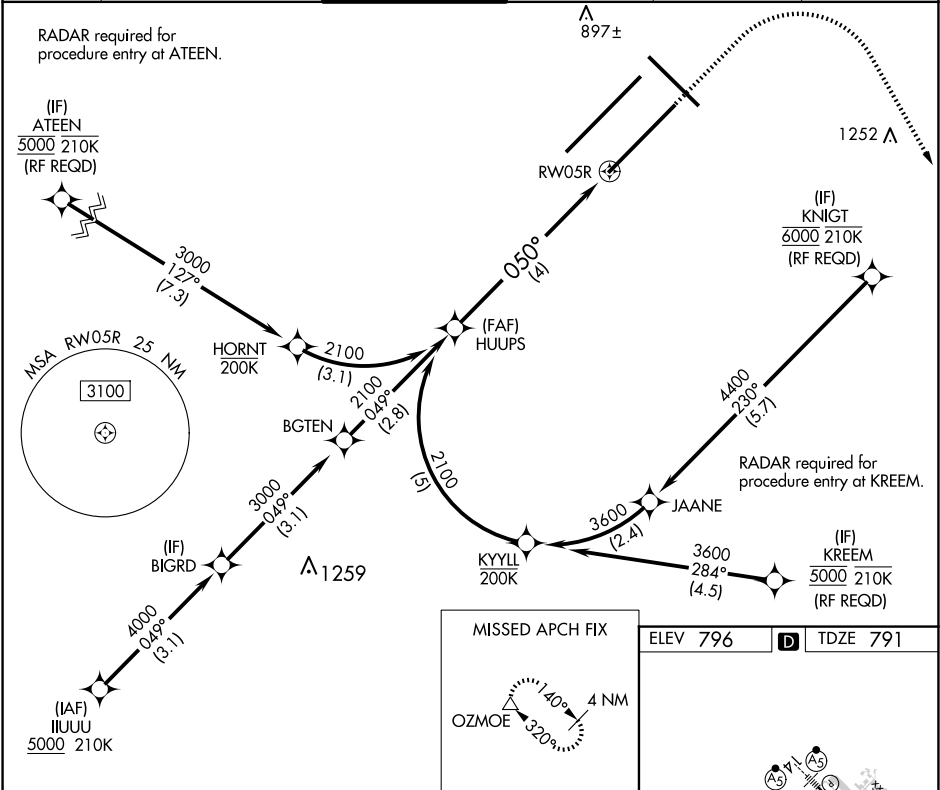 RADAR required for
procedure entry at ATEEN.
897±
(IF)
ATEEN
5000 210K
(RF REQD)
1252
RW05R
(IF)
KNIGT
6000 210K
(RF REQD)
3000
127°
(7.3)
050°
(4)
(FAF)
HUUPS
HORNT
200K
2100
(3.1)
MSA RW05R 25 NM
3100
2100
049°
(2.8)
BGTEN
4400
230°
(5.7)
2100
(5)
RADAR required for
procedure entry at KREEM.
3000
049°
(3.1)
JAANE
3600
(2.4)
(IF)
BIGRD
1259
KYYLL
200K
3600
284°
(4.5)
(IF)
KREEM
5000 210K
(RF REQD)
4000
049°
(3.1)
(IAF)
IIUUU
5000 210K
MISSED APCH FIX
OZMOE
140°
320°
4 NM
ELEV 796
D
TDZE 791
A5
14
A5
P